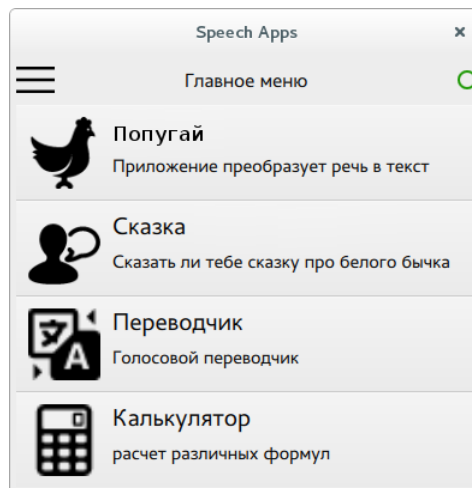 Speech Apps
Главное меню
Попугай
Приложение преобразует речь в текст
Сказка
Сказать ли тебе сказку про белого бычка
Переводчик
Голосовой переводчик
Калькулятор
расчет различных формул